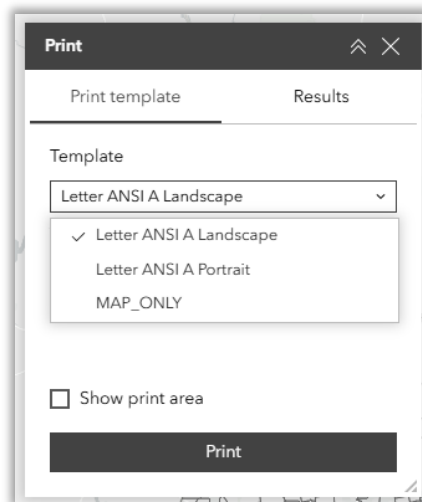 Print
Print template Results
Template
Letter ANSI A Landscape
Letter ANSI A Landscape
Letter ANSI A Portrait
MAP_ONLY
Show print area
Print